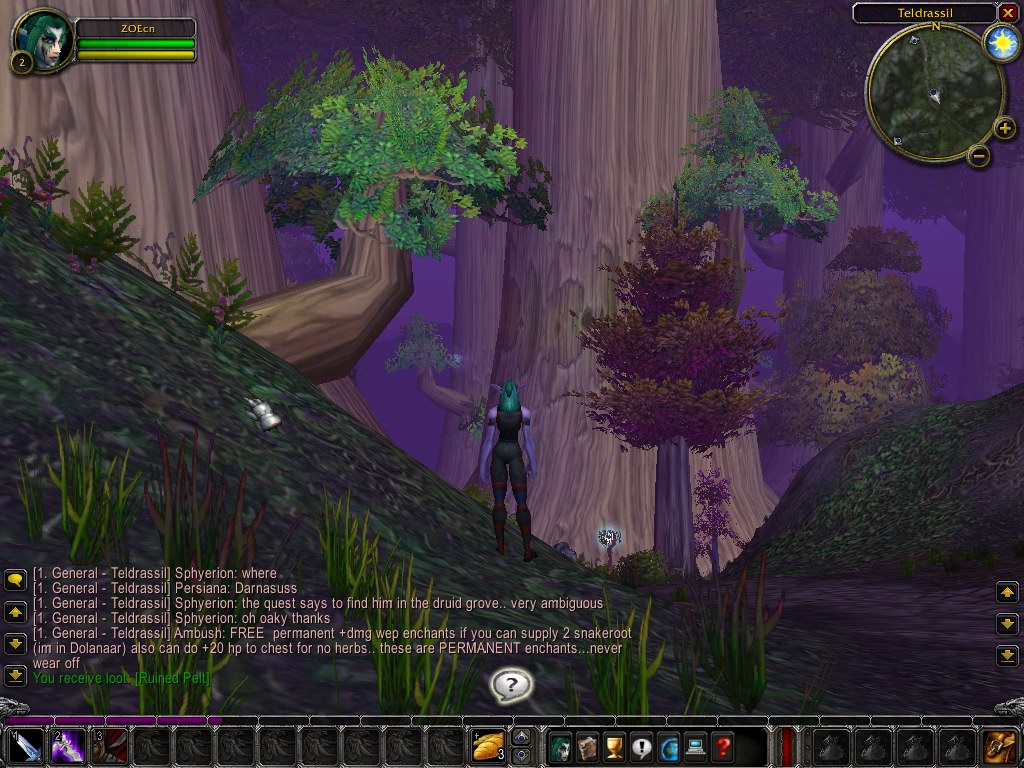 ZOEcn
2
Teldrassil
N
[1. General - Teldrassil] Sphyerion: where
[1. General - Teldrassil] Persiana: Darnasuss
[1. General - Teldrassil] Sphyerion: the quest says to find him in the druid grove.. very ambiguous
[1. General - Teldrassil] Sphyerion: oh oaky thanks
[1. General - Teldrassil] Ambush: FREE  permanent +dmg wep enchants if you can supply 2 snakeroot
(im in Dolanaar) also can do +20 hp to chest for no herbs.. these are PERMANENT enchants...never
wear off
You receive loot: [Ruined Pelt]
?
1 2 3 3 ! ?